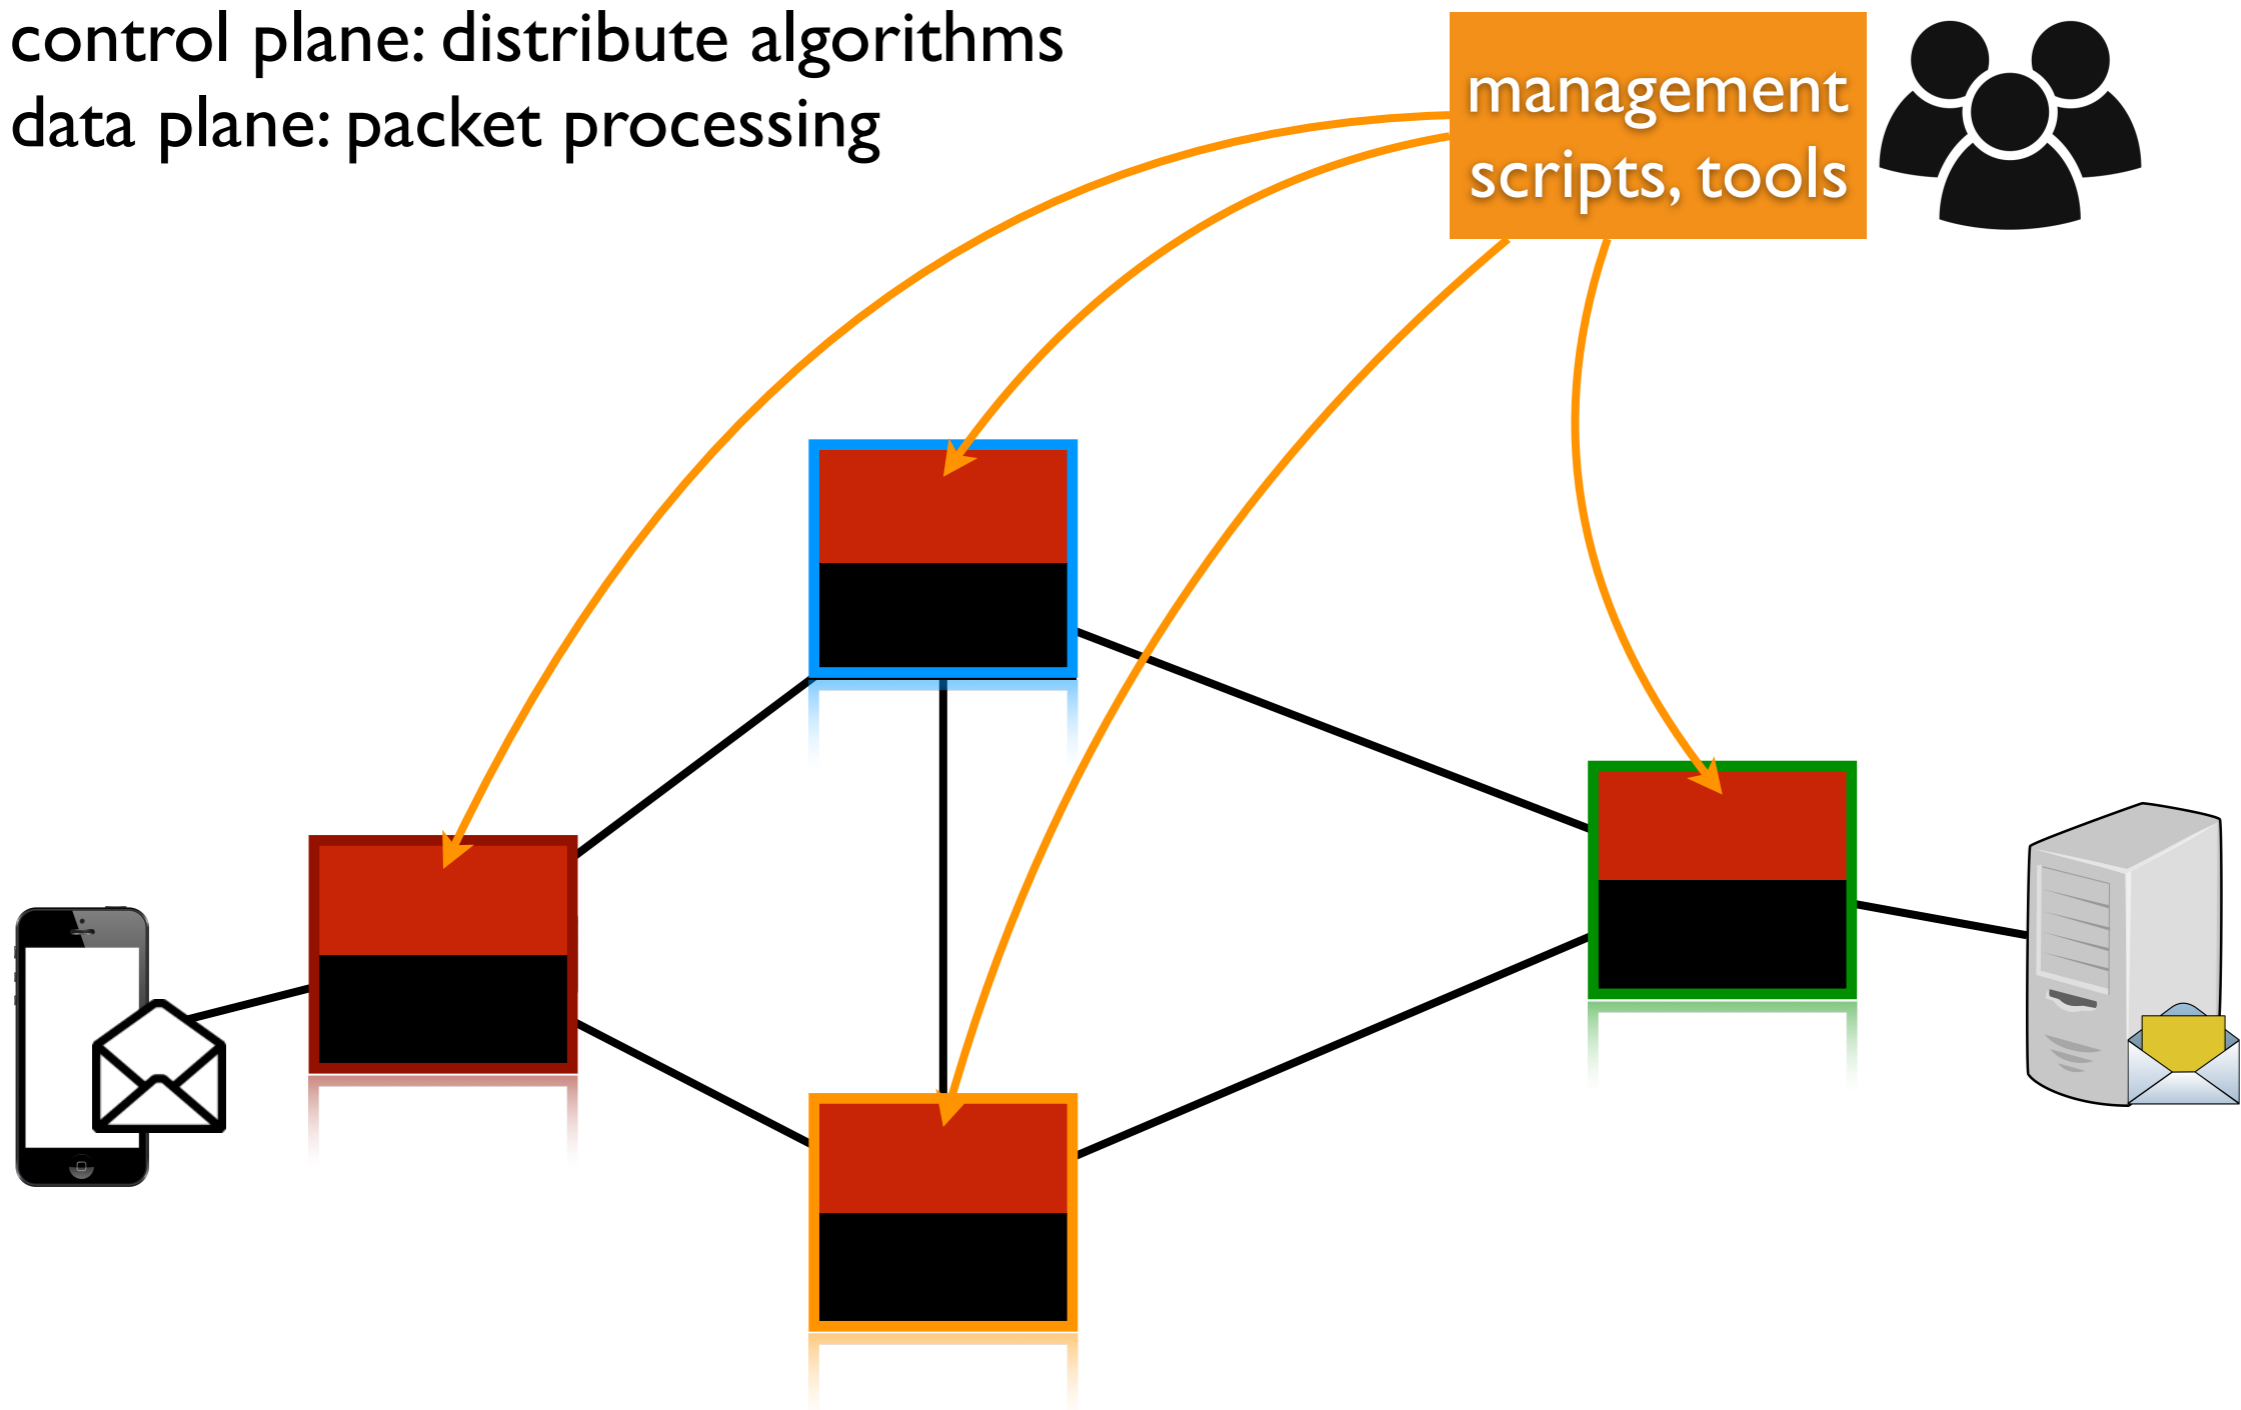 control plane: distribute algorithms
data plane: packet processing
management
scripts, tools